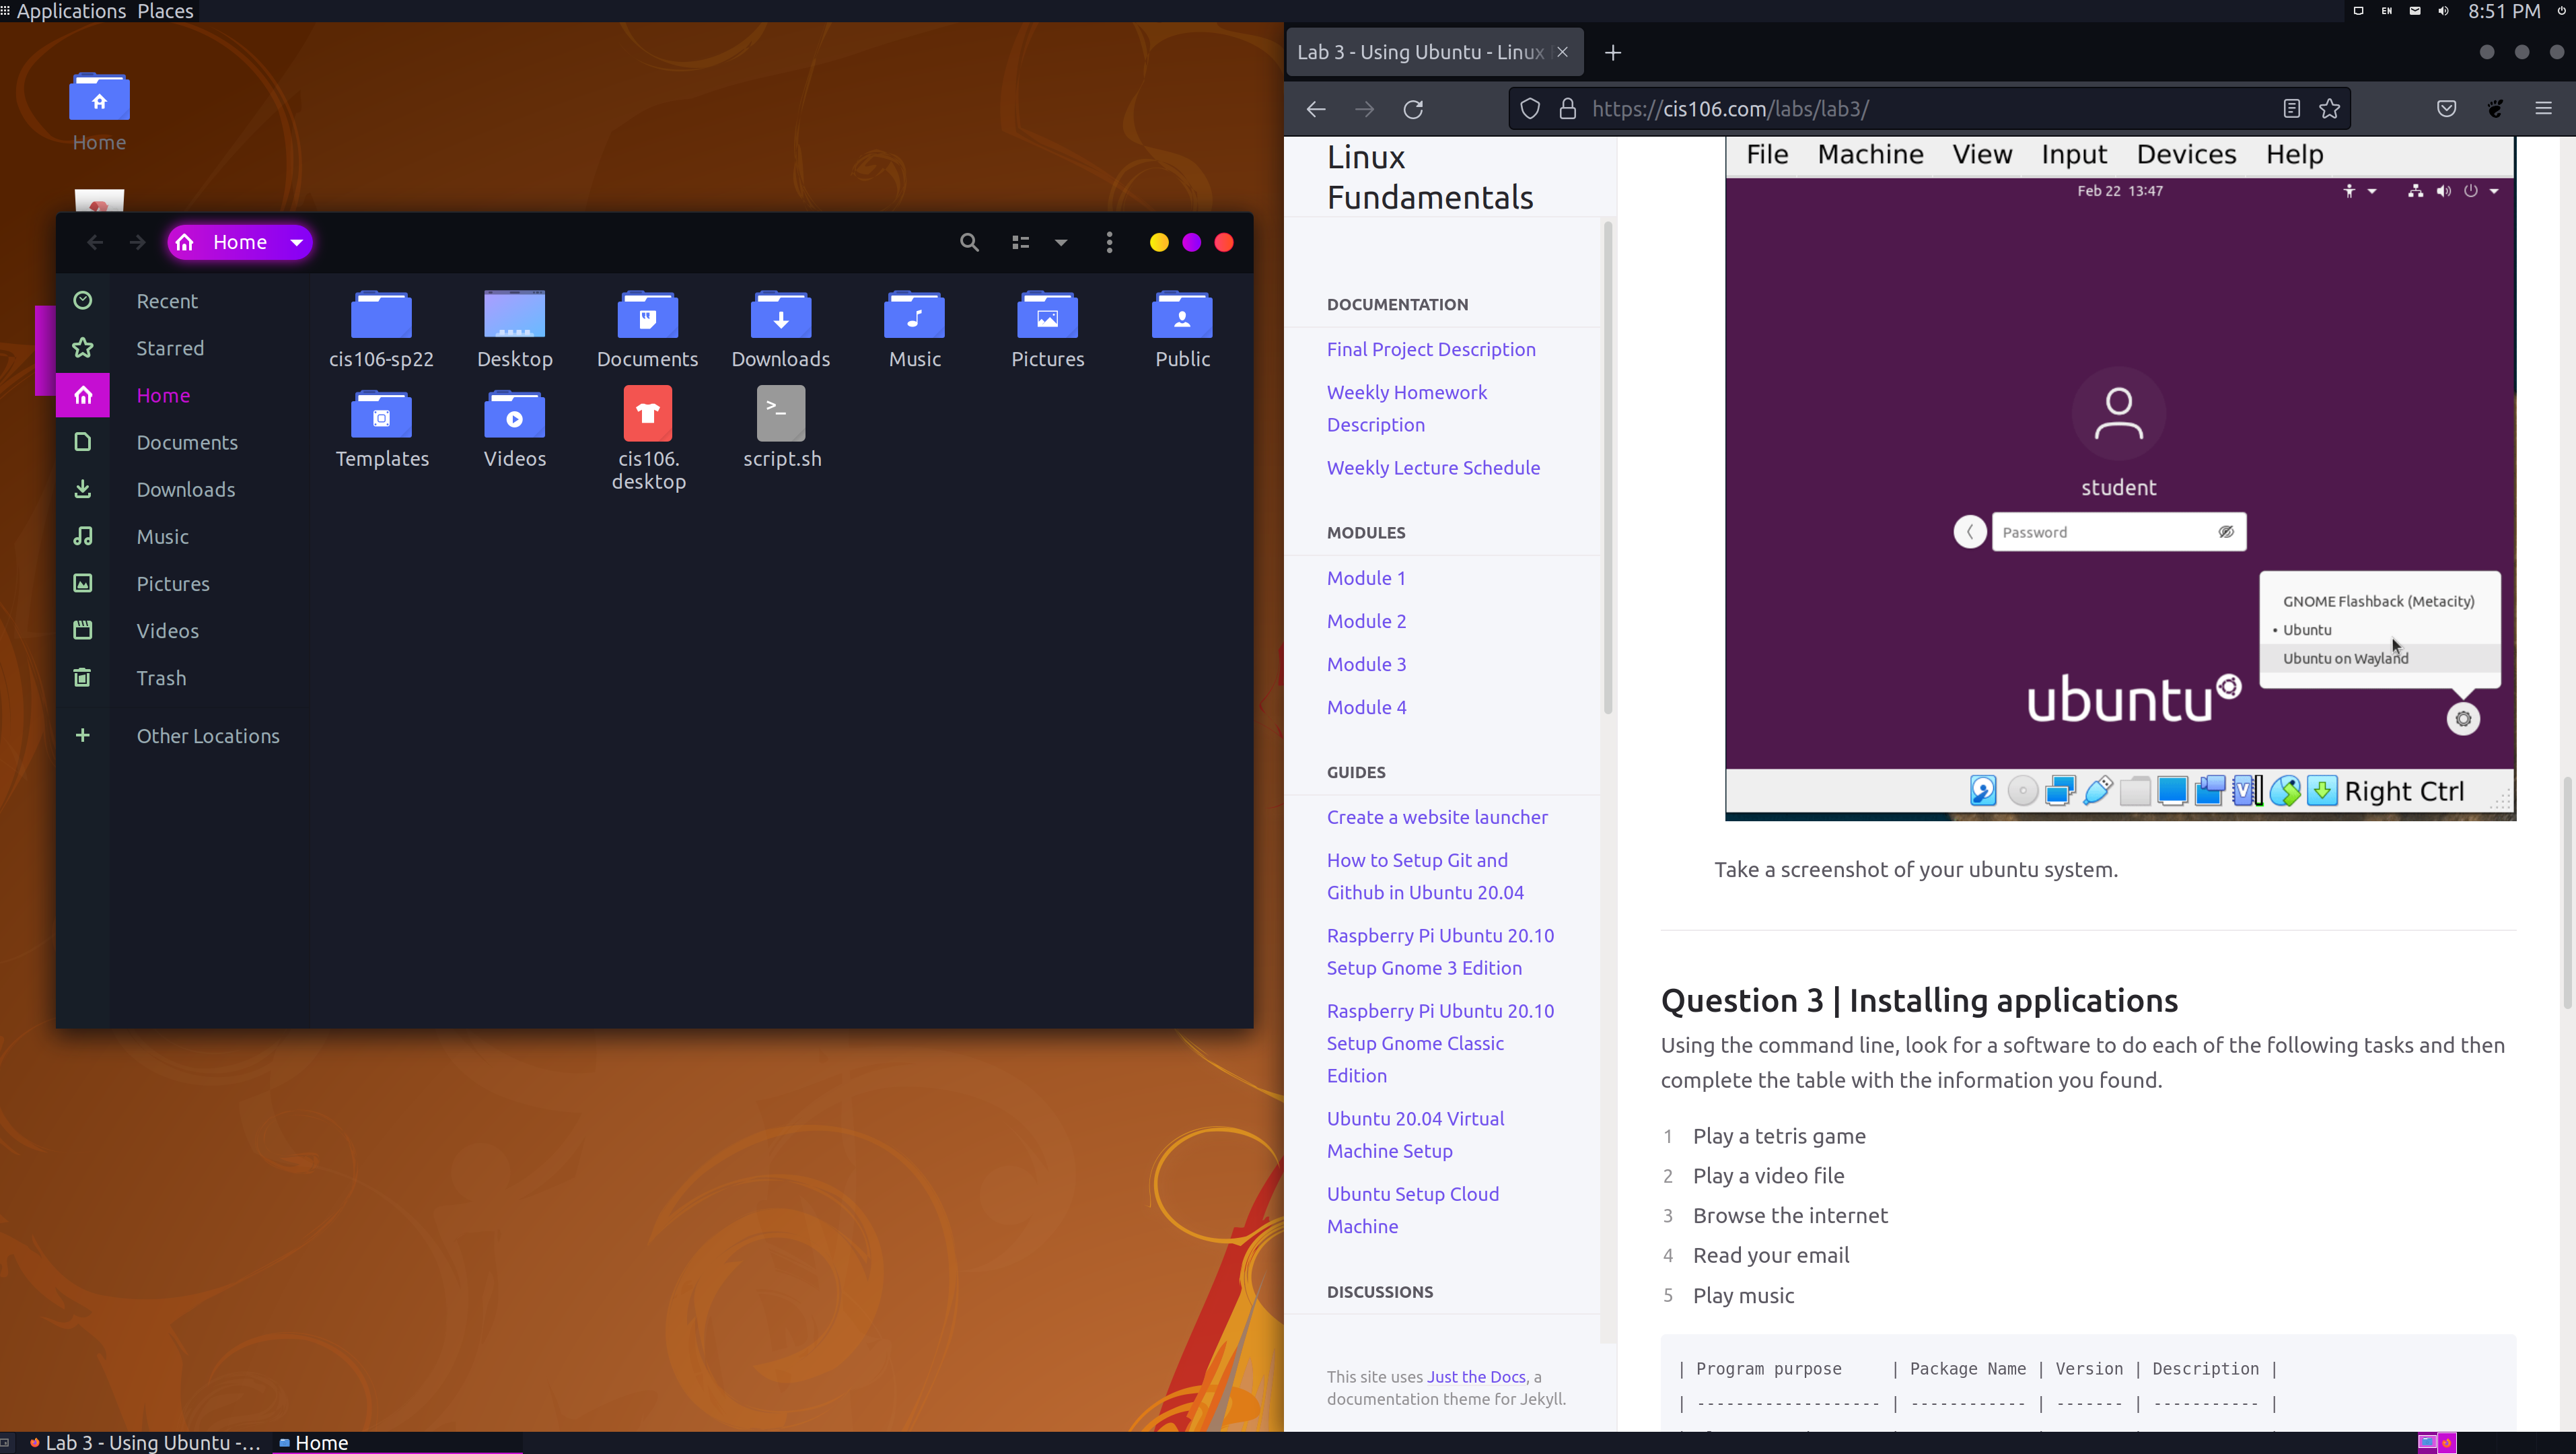 Applications Places
EN
8:51 PM
Home
Home
Recent
Starred
Home
Documents
Downloads
Music
Pictures
Videos
Trash
Other Locations
cis106-sp22
Desktop
Documents
Downloads
Music
Pictures
Public
Templates
Videos
cis106.
desktop
>_
script.sh
Lab 3 - Using Ubuntu - Linux
https://cis106.com/labs/lab3/
Linux
Fundamentals
DOCUMENTATION
Final Project Description
Weekly Homework
Description
Weekly Lecture Schedule
MODULES
Module 1
Module 2
Module 3
Module 4
GUIDES
Create a website launcher
How to Setup Git and
Github in Ubuntu 20.04
Raspberry Pi Ubuntu 20.10
Setup Gnome 3 Edition
Raspberry Pi Ubuntu 20.10
Setup Gnome Classic
Edition
Ubuntu 20.04 Virtual
Machine Setup
Ubuntu Setup Cloud
Machine
DISCUSSIONS
This site uses Just the Docs, a
documentation theme for Jekyll.
File Machine View Input Devices Help
Feb 22 13:47
student
Password
GNOME Flashback (Metacity)
• Ubuntu
Ubuntu on Wayland
ubuntu
Right Ctrl
Take a screenshot of your ubuntu system.
Question 3 | Installing applications
Using the command line, look for a software to do each of the following tasks and then
complete the table with the information you found.
1 Play a tetris game
2 Play a video file
3 Browse the internet
4 Read your email
5 Play music
| Program purpose | Package Name | Version | Description |
| ------------------- | ------------ | ------- | ----------- |
Lab 3 - Using Ubuntu -...
Home